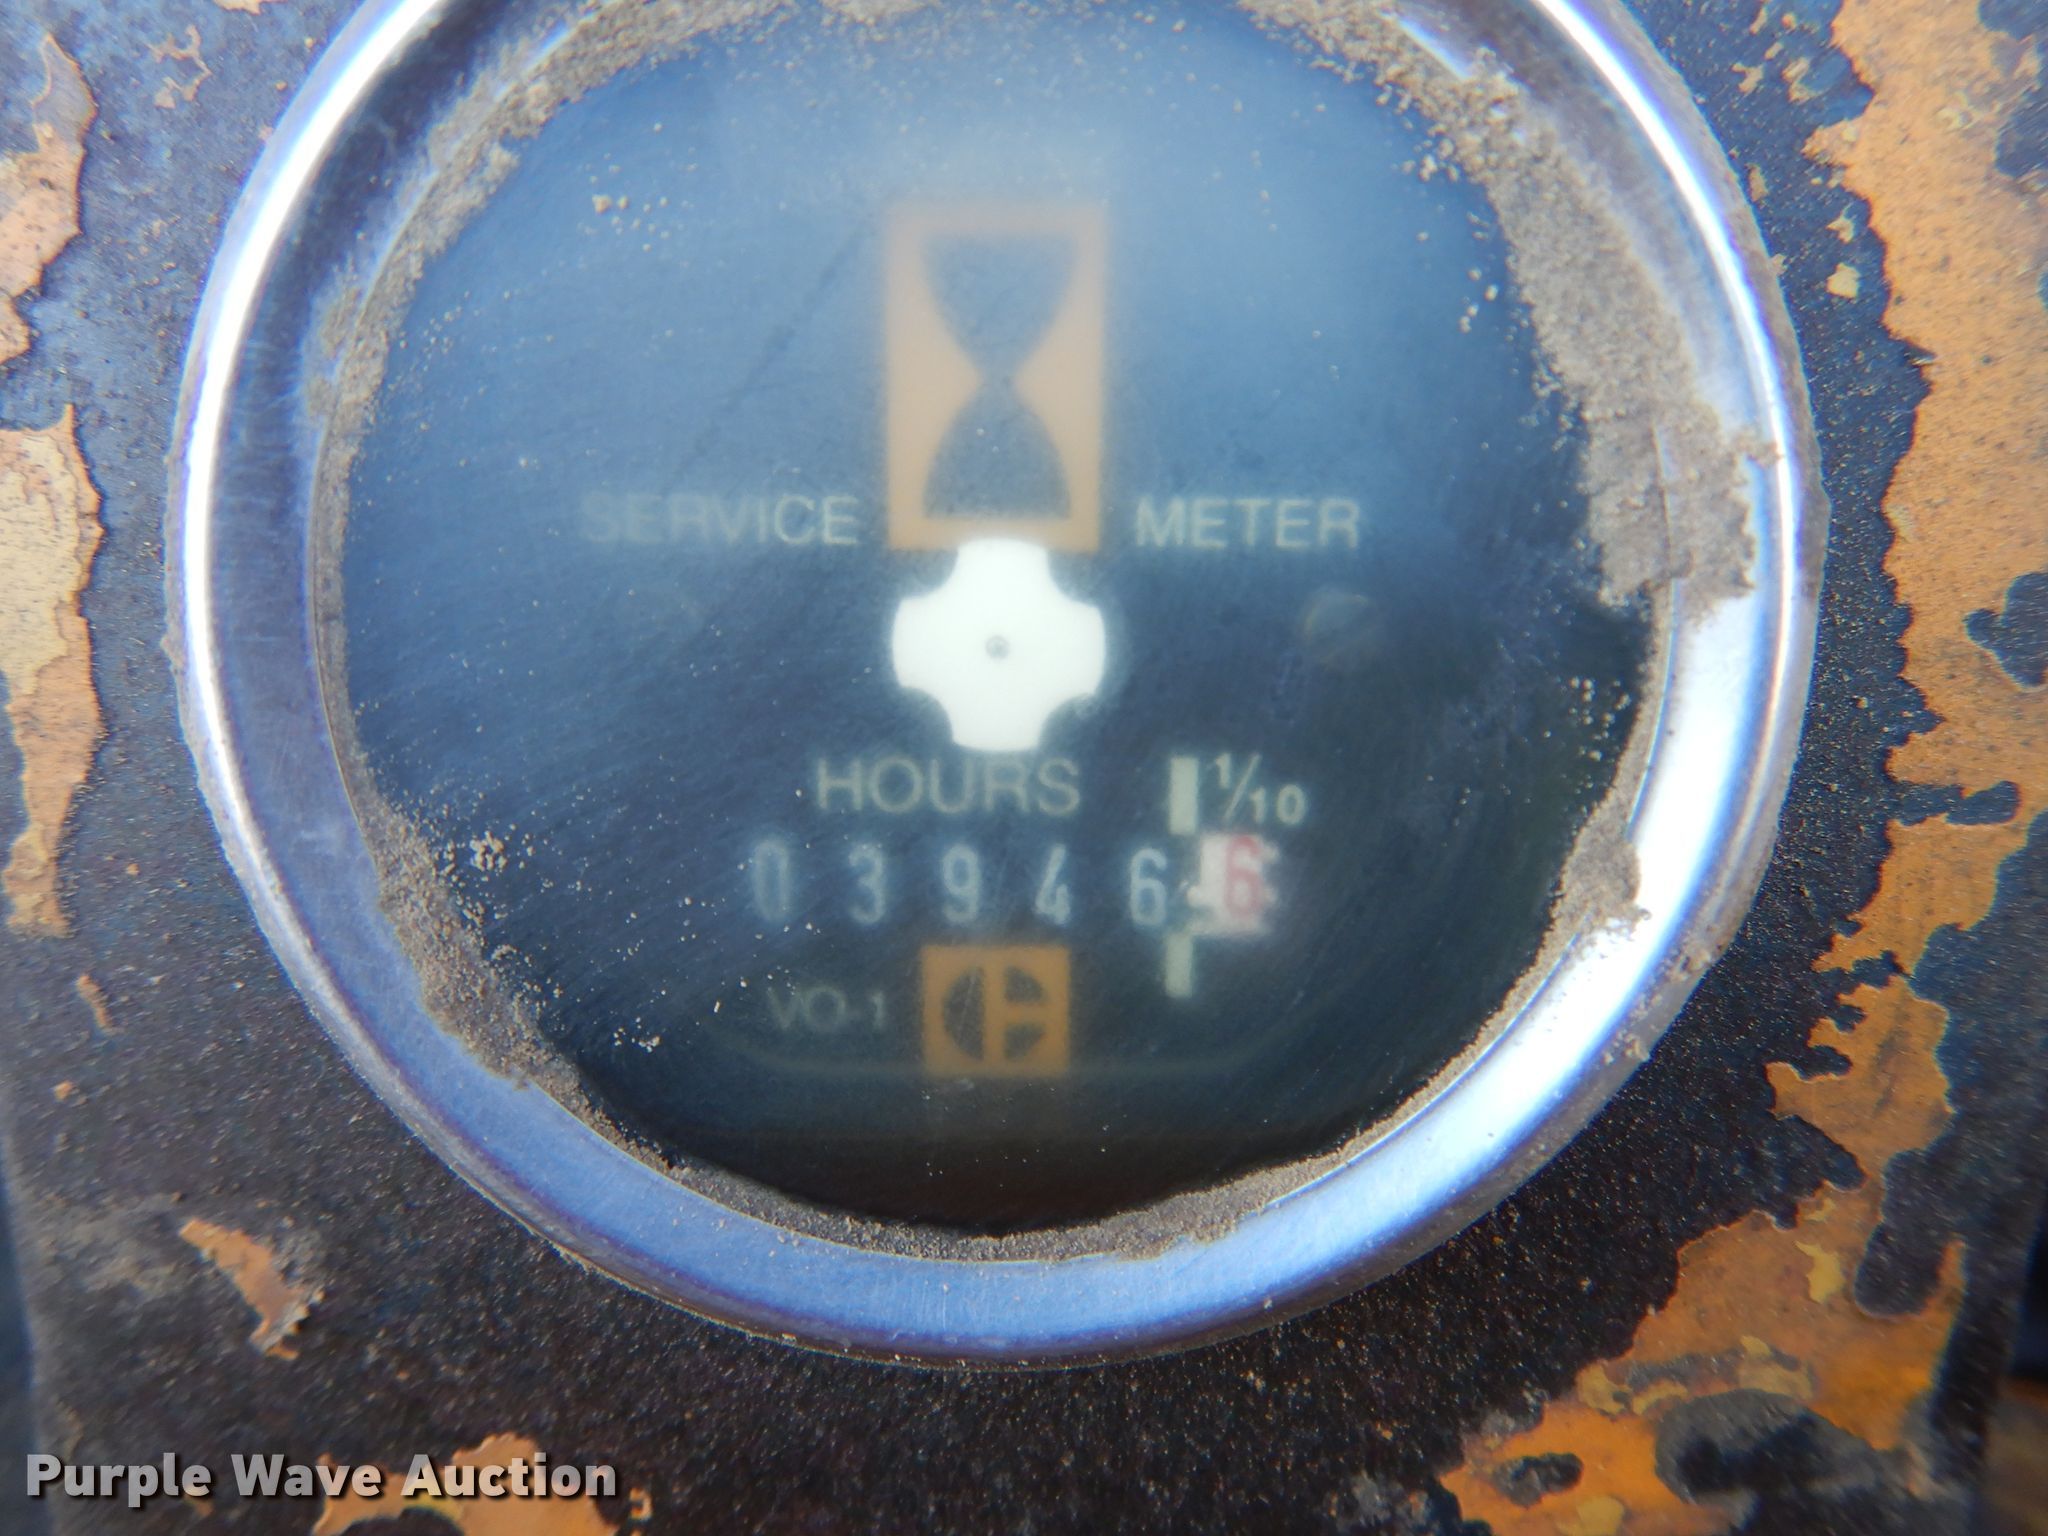 SERVICE METER
HOURS 1/10
0 3 9 4 6 6
VO-1
Purple Wave Auction